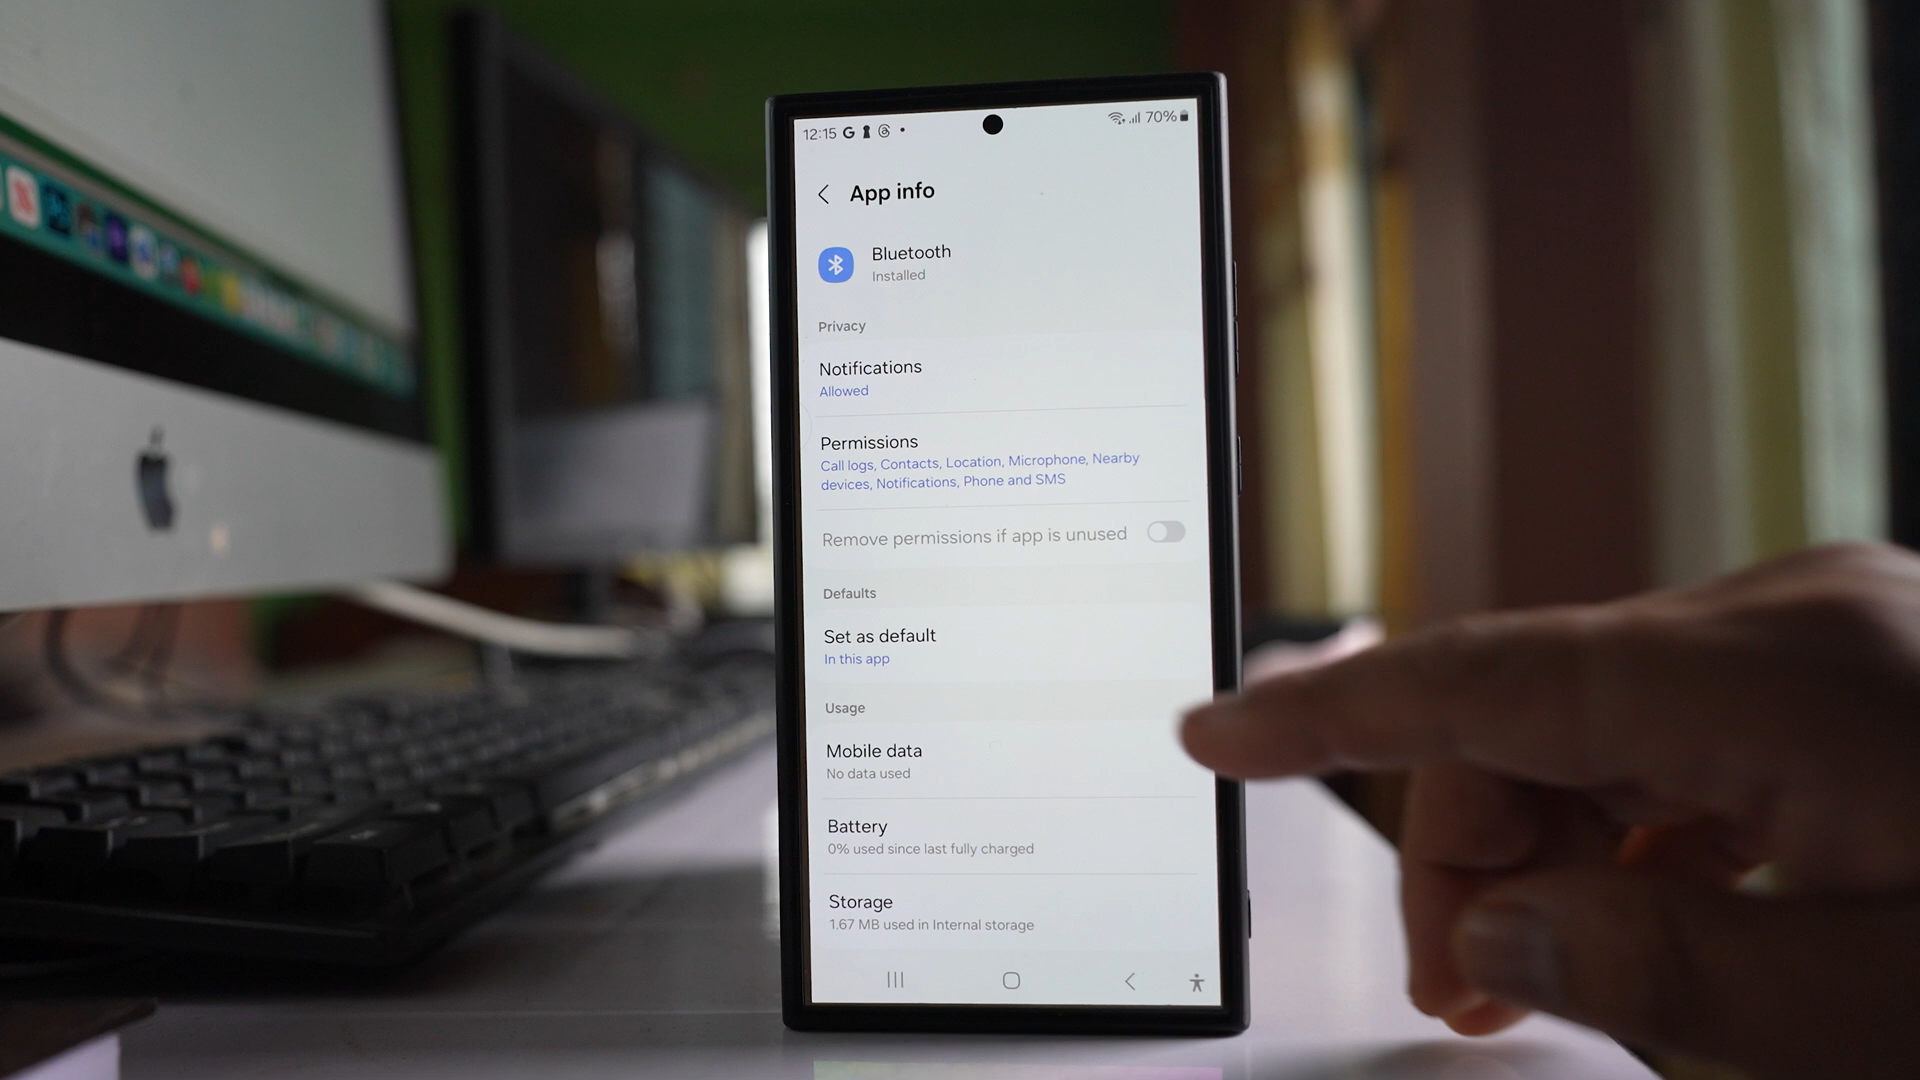 12:15
70%
App info
Bluetooth
Installed
Privacy
Notifications
Allowed
Permissions
Call logs, Contacts, Location, Microphone, Nearby
devices, Notifications, Phone and SMS
Remove permissions if app is unused
Defaults
Set as default
In this app
Usage
Mobile data
No data used
Battery
0% used since last fully charged
Storage
1.67 MB used in Internal storage